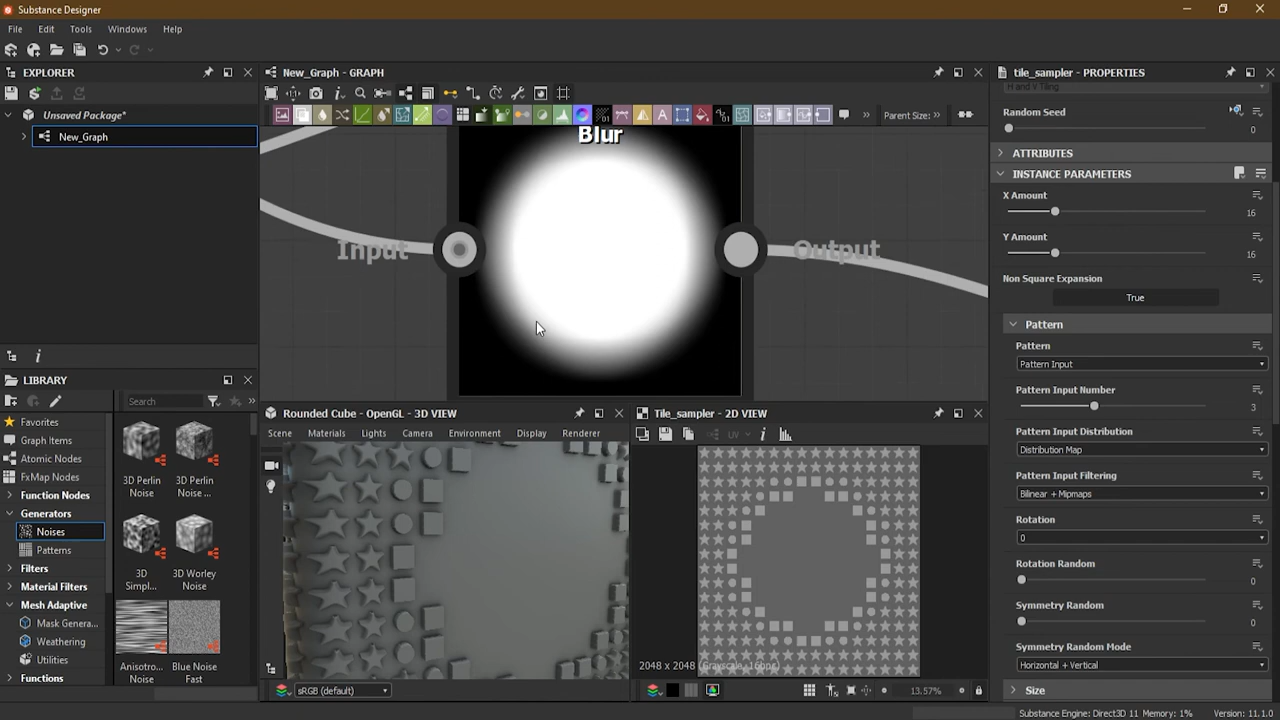 Substance Designer
File Edit Tools Windows Help
EXPLORER
Unsaved Package*
New_Graph
LIBRARY
Search
Favorites
Graph Items
Atomic Nodes
FxMap Nodes
Function Nodes
Generators
Noises
Patterns
Filters
Material Filters
Mesh Adaptive
Mask Genera...
Weathering
Utilities
Functions
3D Perlin Noise
3D Perlin Noise ...
3D Simpl...
3D Worley Noise
Anisotro... Noise
Blue Noise Fast
New_Graph - GRAPH
Parent Size:
Blur
Input
Output
Rounded Cube - OpenGL - 3D VIEW
Scene Materials Lights Camera Environment Display Renderer
sRGB (default)
Tile_sampler - 2D VIEW
UV
2048 x 2048 (Grayscale, 16bpc)
13.57%
tile_sampler - PROPERTIES
H and V Tiling
Random Seed
0
ATTRIBUTES
INSTANCE PARAMETERS
X Amount
16
Y Amount
16
Non Square Expansion
True
Pattern
Pattern
Pattern Input
Pattern Input Number
3
Pattern Input Distribution
Distribution Map
Pattern Input Filtering
Bilinear + Mipmaps
Rotation
0
Rotation Random
0
Symmetry Random
0
Symmetry Random Mode
Horizontal + Vertical
Size
Substance Engine: Direct3D 11 Memory: 1% Version: 11.1.0